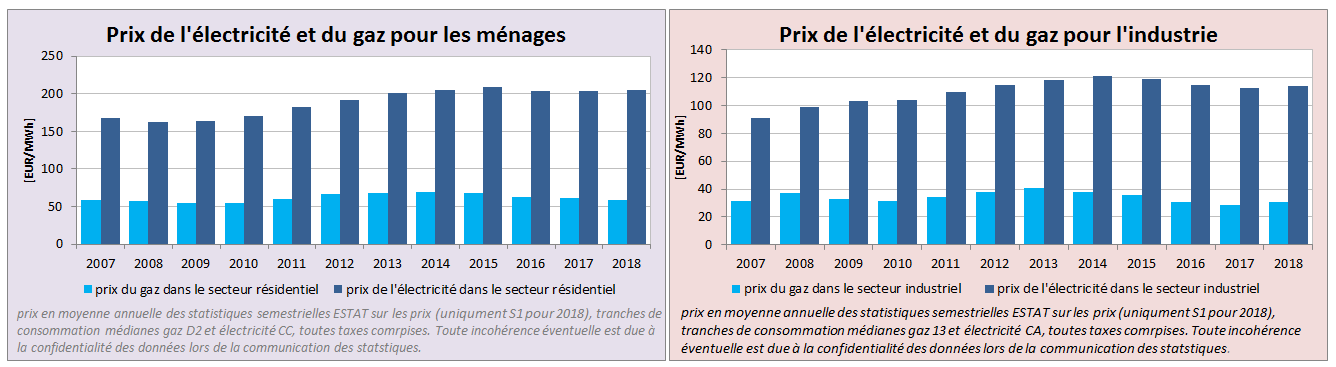 Prix de l'électricité et du gaz pour les ménages
250
200
150
100
50
0
[EUR/MWh]
2007 2008 2009 2010 2011 2012 2013 2014 2015 2016 2017 2018
prix du gaz dans le secteur résidentiel prix de l'électricité dans le secteur résidentiel
prix en moyenne annuelle des statistiques semestrielles ESTAT sur les prix (uniqument S1 pour 2018), tranches de
consommation médianes gaz D2 et électricité CC, toutes taxes comrpises. Toute incohérence éventuelle est due à
la confidentialité des données lors de la communication des statstiques.
Prix de l'électricité et du gaz pour l'industrie
140
120
100
80
60
40
20
0
[EUR/MWh]
2007 2008 2009 2010 2011 2012 2013 2014 2015 2016 2017 2018
prix du gaz dans le secteur industriel prix de l'électricité dans le secteur industriel
prix en moyenne annuelle des statistiques semestrielles ESTAT sur les prix (uniqument S1 pour 2018),
tranches de consommation médianes gaz 13 et électricité CA, toutes taxes comrpises. Toute incohérence
éventuelle est due à la confidentialité des données lors de la communication des statstiques.